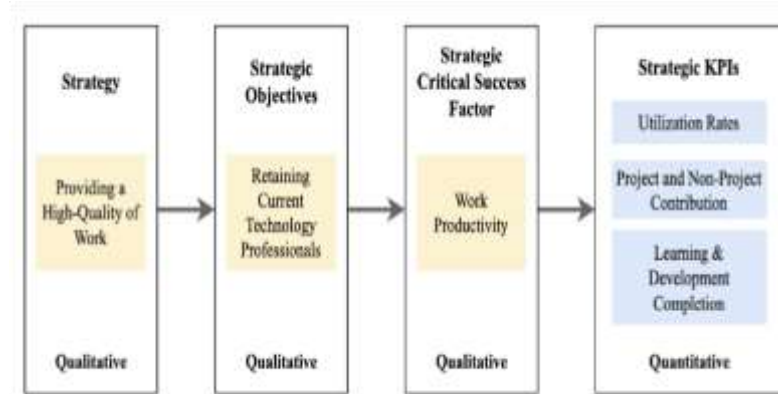 Strategy
Providing a
High-Quality of
Work
Qualitative
Strategic
Objectives
Retaining
Current
Technology
Professionals
Qualitative
Strategic
Critical Success
Factor
Work
Productivity
Qualitative
Strategic KPIs
Utilization Rates
Project and Non-Project
Contribution
Learning &
Development
Completion
Quantitative